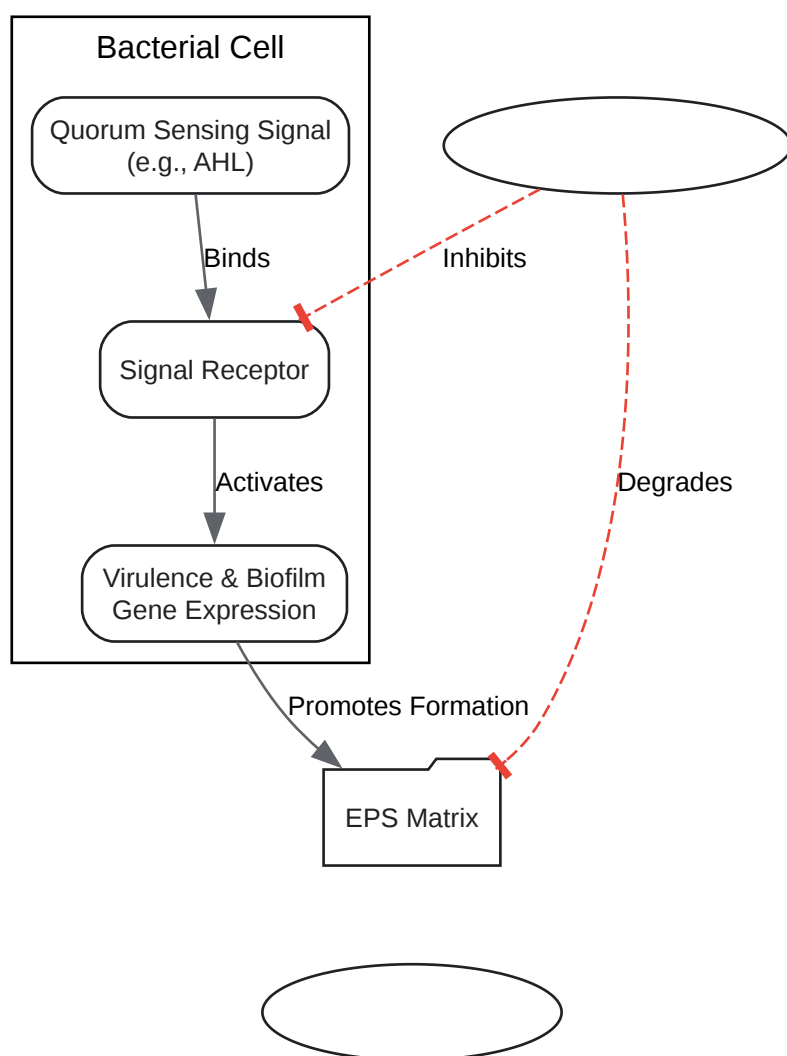 Bacterial Cell
Quorum Sensing Signal
(e.g., AHL)
Binds
Inhibits
Signal Receptor
Activates
Degrades
Virulence & Biofilm
Gene Expression
Promotes Formation
EPS Matrix